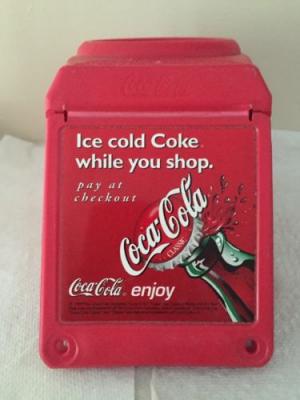 Coca-Cola
Ice cold Coke
while you shop.
pay at
checkout
Coca-Cola
CLASSIC
Coca-Cola enjoy